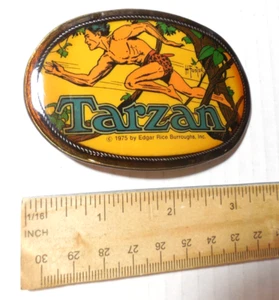 Tarzan
© 1975 by Edgar Rice Burroughs, Inc.
1/16
INCH
1 2 3
30 29 28 27 26 25 24 23 22